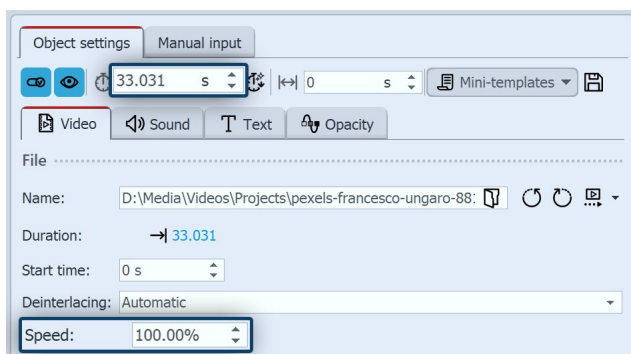 Object settings Manual input
33.031 s 0 s Mini-templates
Video Sound Text Opacity
File
Name: D:\Media\Videos\Projects\pexels-francesco-ungaro-881
Duration: 33.031
Start time: 0 s
Deinterlacing: Automatic
Speed: 100.00%